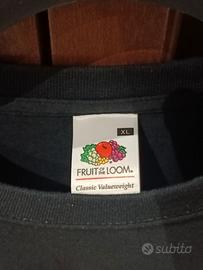 XL
FRUIT OF THE LOOM®
Classic Valueweight
subito